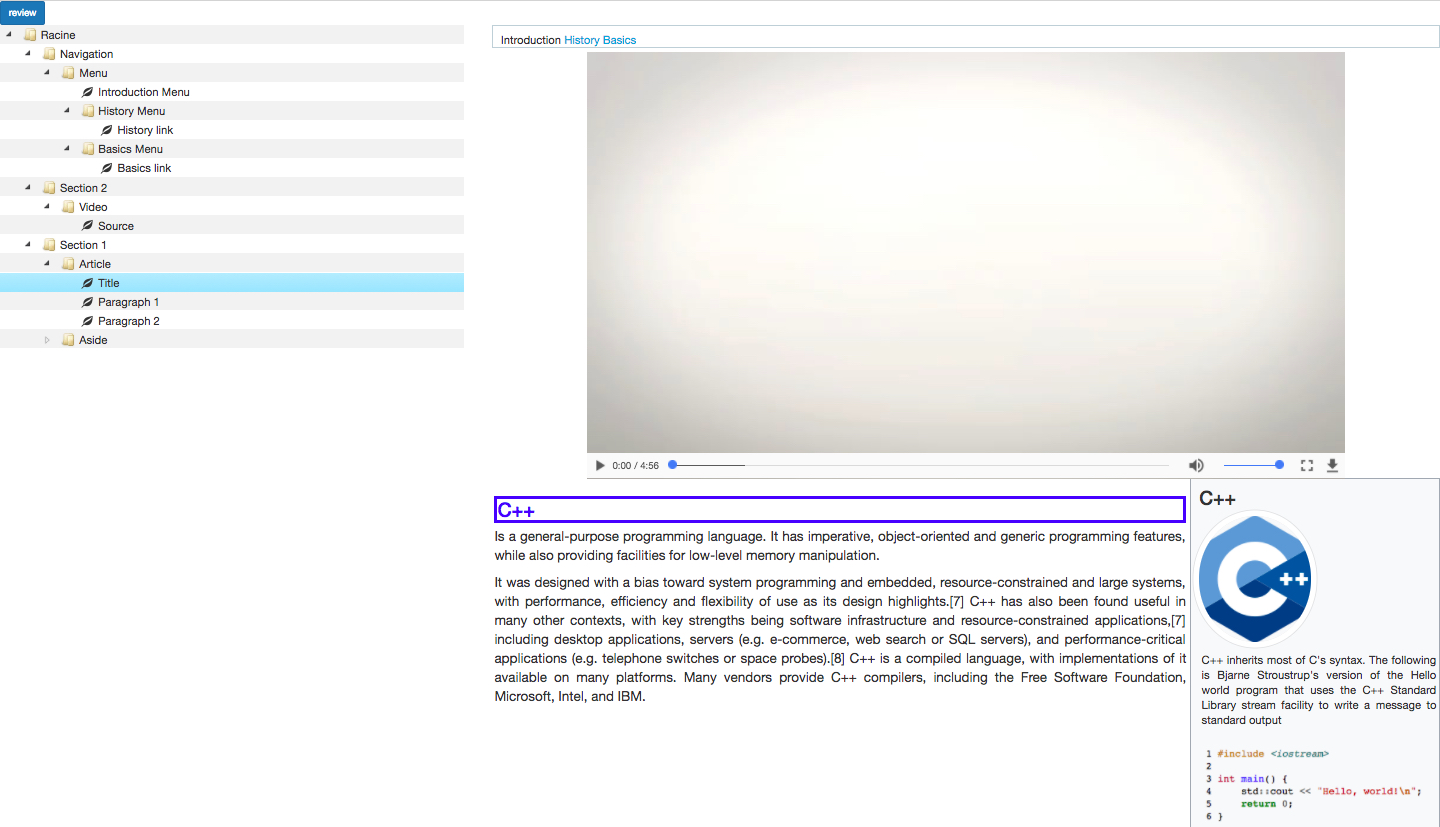 review
Racine
Navigation
Menu
Introduction Menu
History Menu
History link
Basics Menu
Basics link
Section 2
Video
Source
Section 1
Article
Title
Paragraph 1
Paragraph 2
Aside
Introduction History Basics
0:00 / 4:56
C++
Is a general-purpose programming language. It has imperative, object-oriented and generic programming features,
while also providing facilities for low-level memory manipulation.
It was designed with a bias toward system programming and embedded, resource-constrained and large systems,
with performance, efficiency and flexibility of use as its design highlights.[7] C++ has also been found useful in
many other contexts, with key strengths being software infrastructure and resource-constrained applications,[7]
including desktop applications, servers (e.g. e-commerce, web search or SQL servers), and performance-critical
applications (e.g. telephone switches or space probes).[8] C++ is a compiled language, with implementations of it
available on many platforms. Many vendors provide C++ compilers, including the Free Software Foundation,
Microsoft, Intel, and IBM.
C++
C++
C++ inherits most of C's syntax. The following
is Bjarne Stroustrup's version of the Hello
world program that uses the C++ Standard
Library stream facility to write a message to
standard output
1 #include <iostream>
2
3 int main() {
4 std::cout << "Hello, world!\n";
5 return 0;
6 }